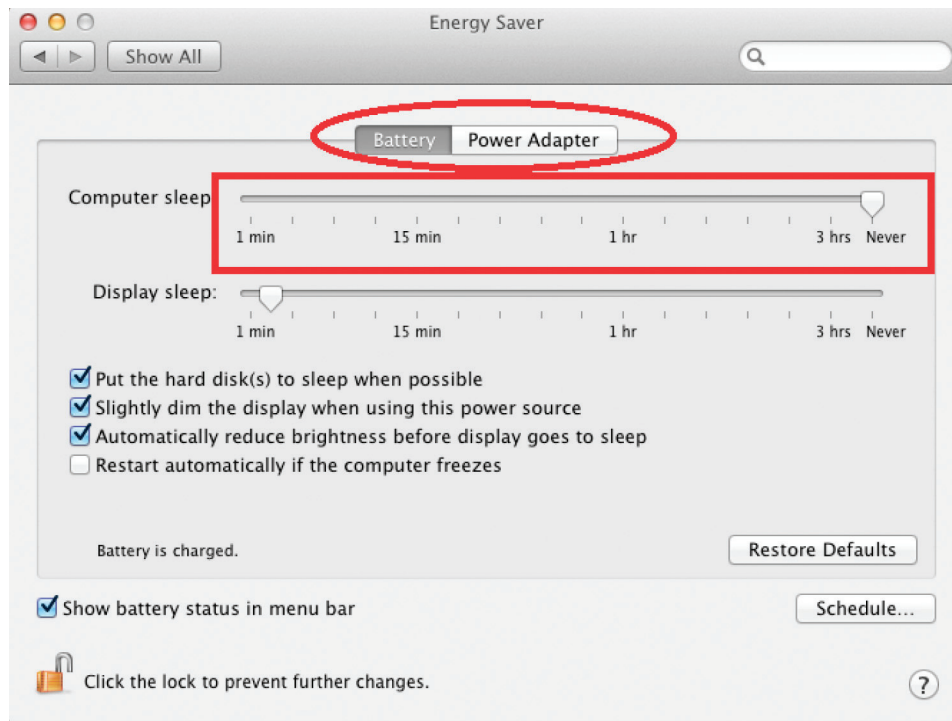 Energy Saver
Show All
Battery Power Adapter
Computer sleep
1 min 15 min 1 hr 3 hrs Never
Display sleep:
1 min 15 min 1 hr 3 hrs Never
Put the hard disk(s) to sleep when possible
Slightly dim the display when using this power source
Automatically reduce brightness before display goes to sleep
Restart automatically if the computer freezes
Battery is charged. Restore Defaults
Show battery status in menu bar Schedule...
Click the lock to prevent further changes. ?